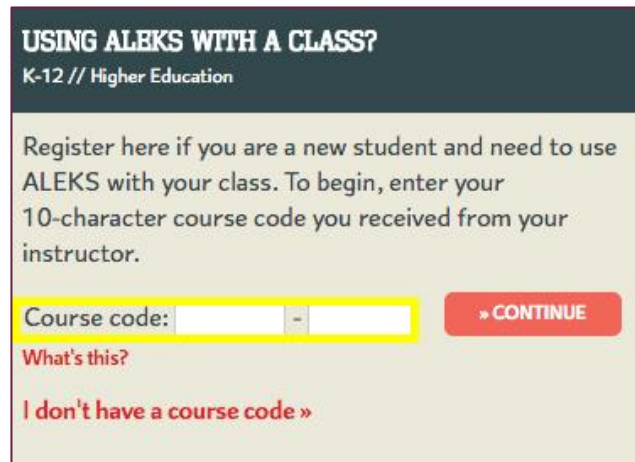 USING ALEKS WITH A CLASS?
K-12 // Higher Education
Register here if you are a new student and need to use
ALEKS with your class. To begin, enter your
10-character course code you received from your
instructor.
Course code: - » CONTINUE
What's this?
I don't have a course code »